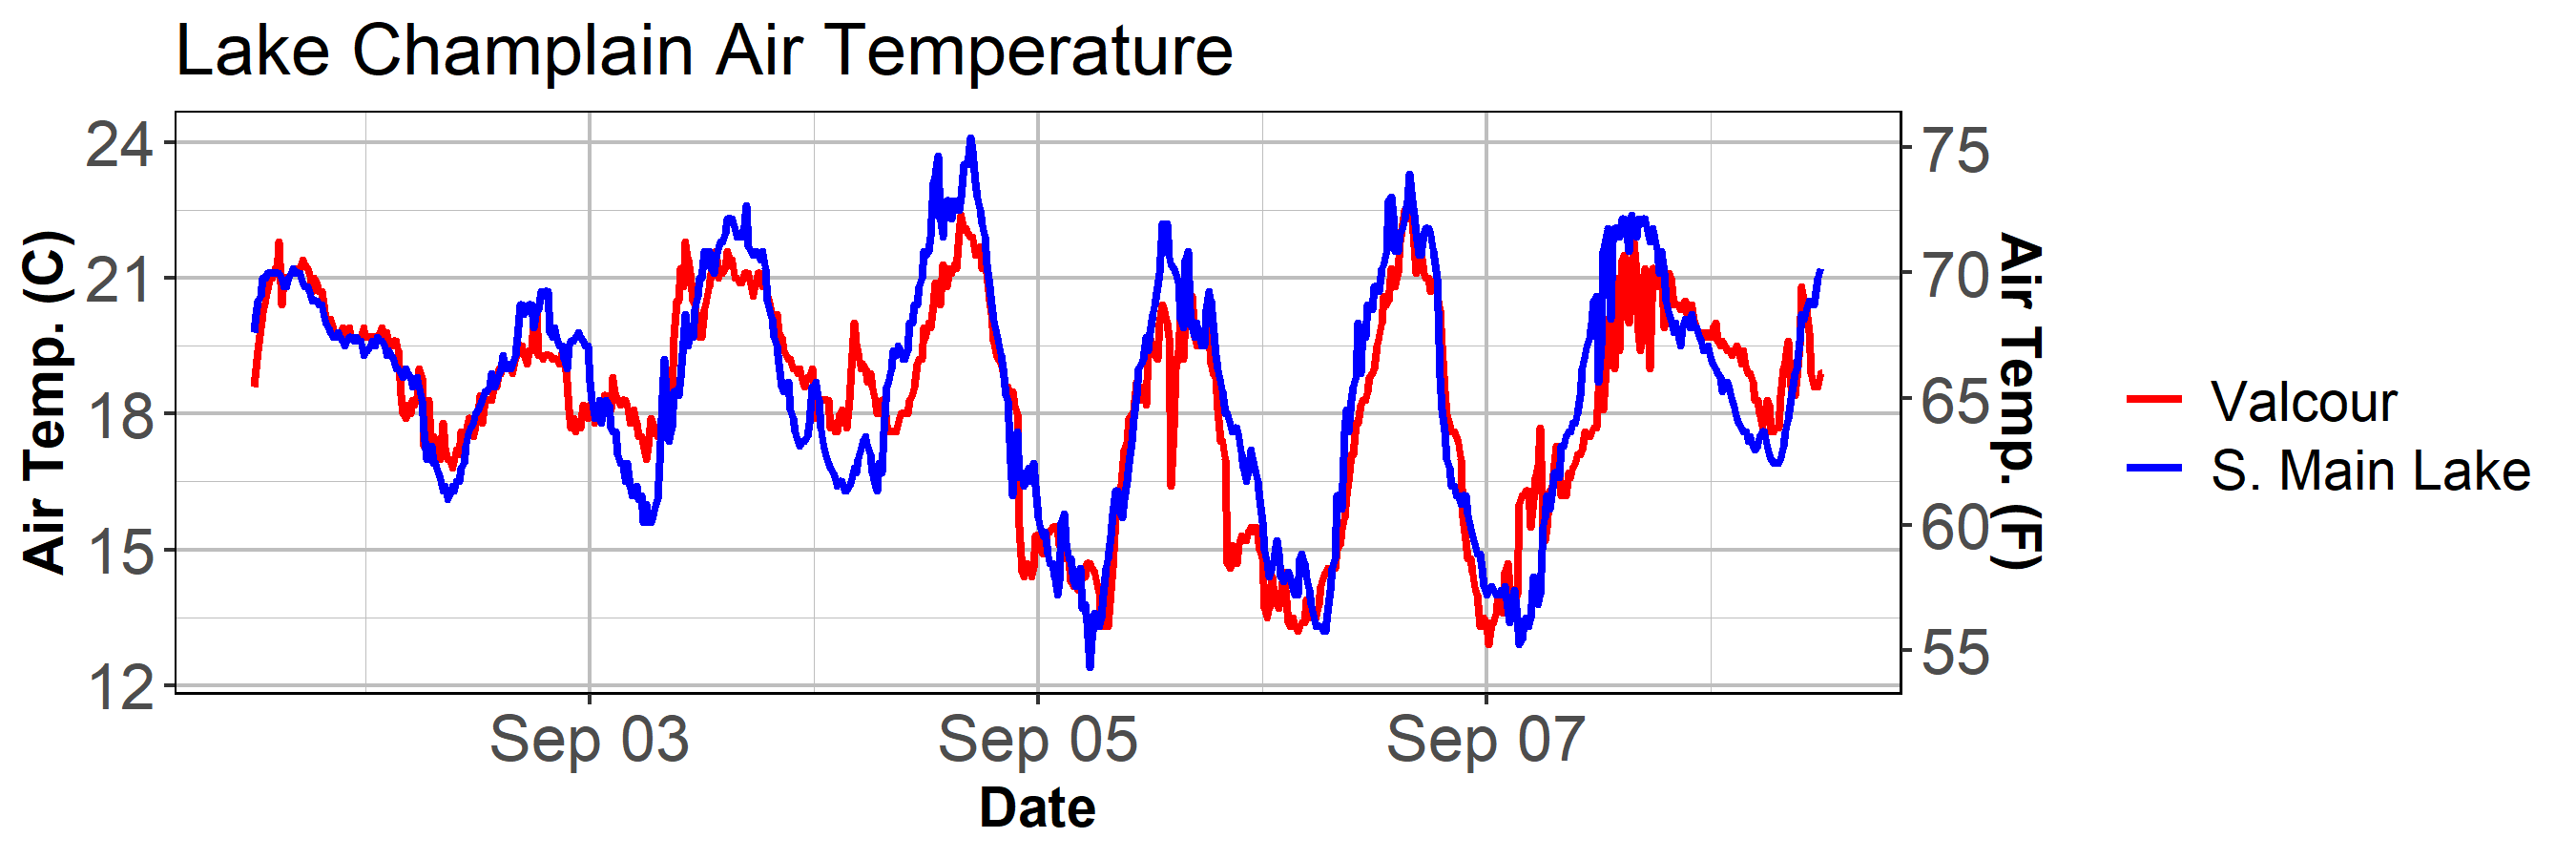 Lake Champlain Air Temperature
Air Temp. (C)
24
21
18
15
12
75
70
65
60
55
Air Temp. (F)
Sep 03
Sep 05
Sep 07
Date
Valcour
S. Main Lake